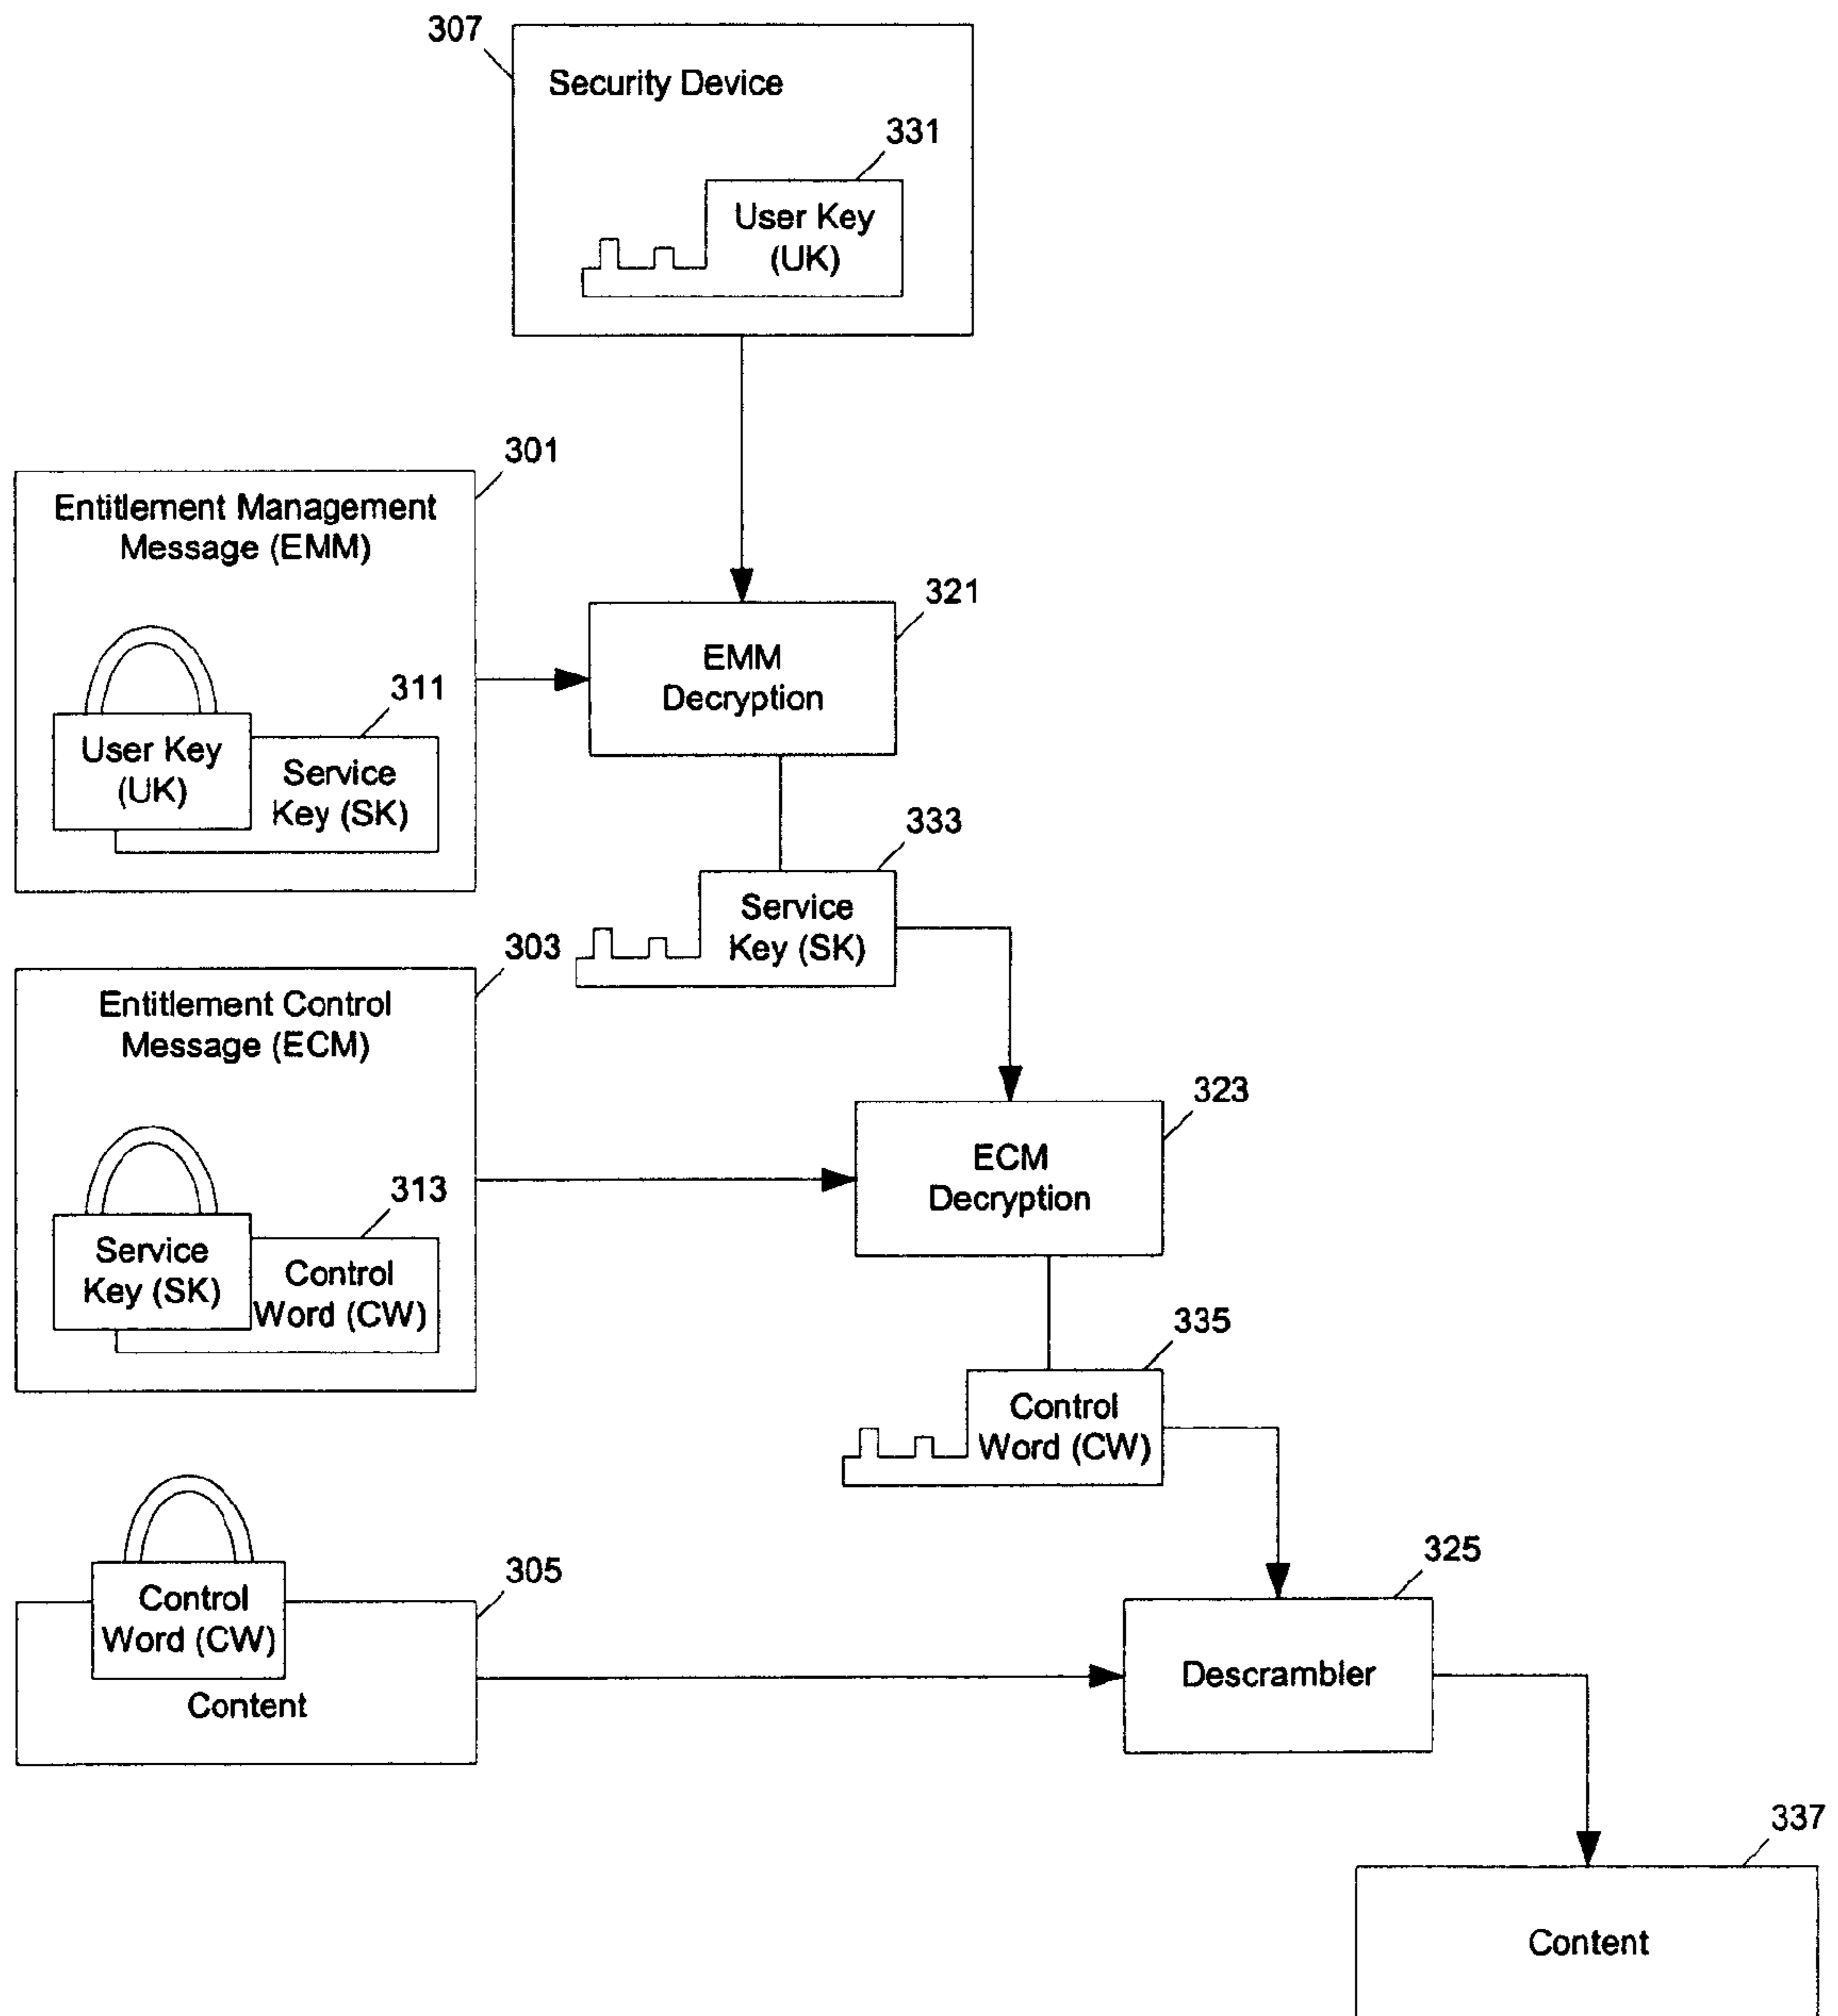 307
Security Device
331
User Key
(UK)
301
Entitlement Management
Message (EMM)
321
EMM
Decryption
311
User Key
(UK)
Service
Key (SK)
333
Service
Key (SK)
303
Entitlement Control
Message (ECM)
323
ECM
Decryption
313
Service
Key (SK)
Control
Word (CW)
335
Control
Word (CW)
305
Control
Word (CW)
Content
325
Descrambler
337
Content